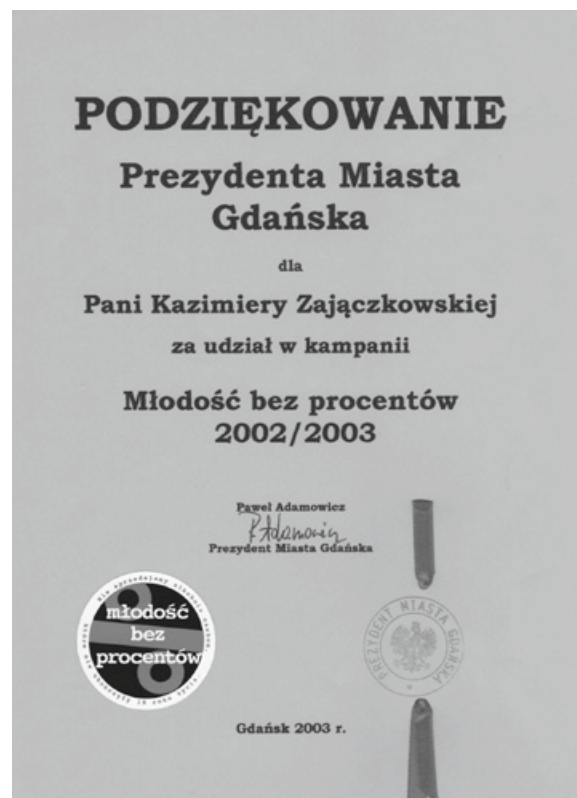 PODZIĘKOWANIE
Prezydenta Miasta
Gdańska
dla
Pani Kazimiery Zajączkowskiej
za udział w kampanii
Młodość bez procentów
2002/2003
Paweł Adamowicz
P. Adamowicz
Prezydent Miasta Gdańska
młodość
bez
procentów
PREZYDENT MIASTA GDAŃSKA
Gdańsk 2003 r.